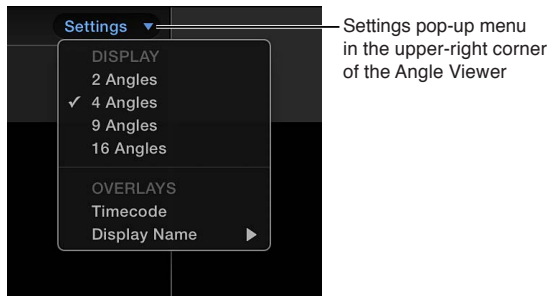 Settings
DISPLAY
2 Angles
✓ 4 Angles
9 Angles
16 Angles
OVERLAYS
Timecode
Display Name
Settings pop-up menu
in the upper-right corner
of the Angle Viewer